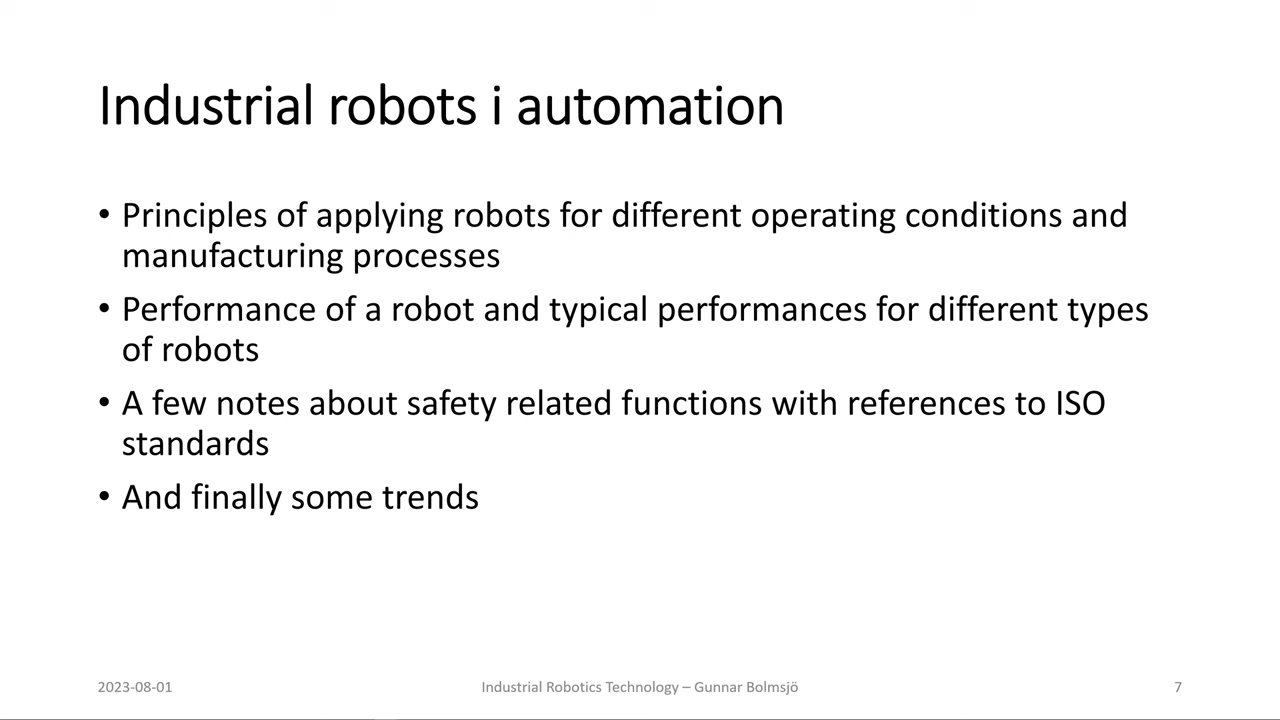 Industrial robots i automation
• Principles of applying robots for different operating conditions and
manufacturing processes
• Performance of a robot and typical performances for different types
of robots
• A few notes about safety related functions with references to ISO
standards
• And finally some trends
2023-08-01
Industrial Robotics Technology – Gunnar Bolmsjö
7